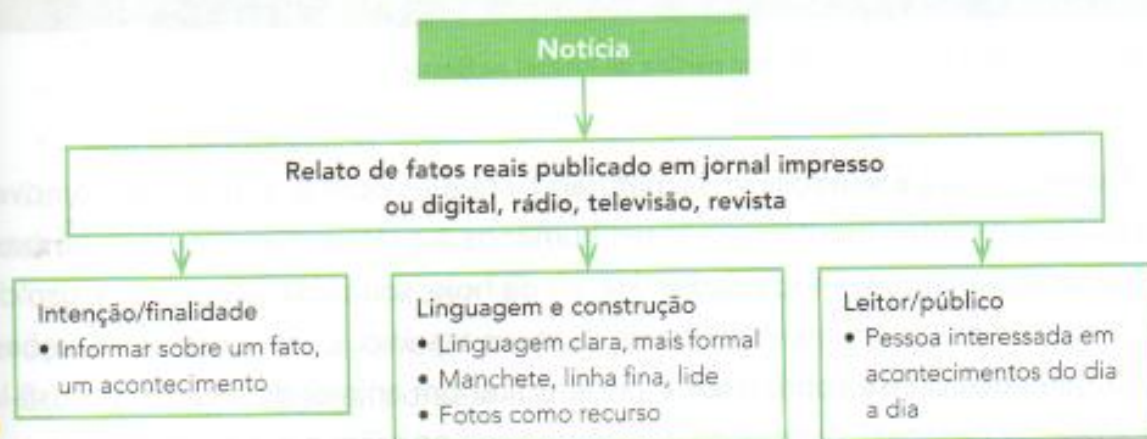 Notícia
Relato de fatos reais publicado em jornal impresso
ou digital, rádio, televisão, revista
Intenção/finalidade
• Informar sobre um fato,
um acontecimento
Linguagem e construção
• Linguagem clara, mais formal
• Manchete, linha fina, lide
• Fotos como recurso
Leitor/público
• Pessoa interessada em
acontecimentos do dia
a dia